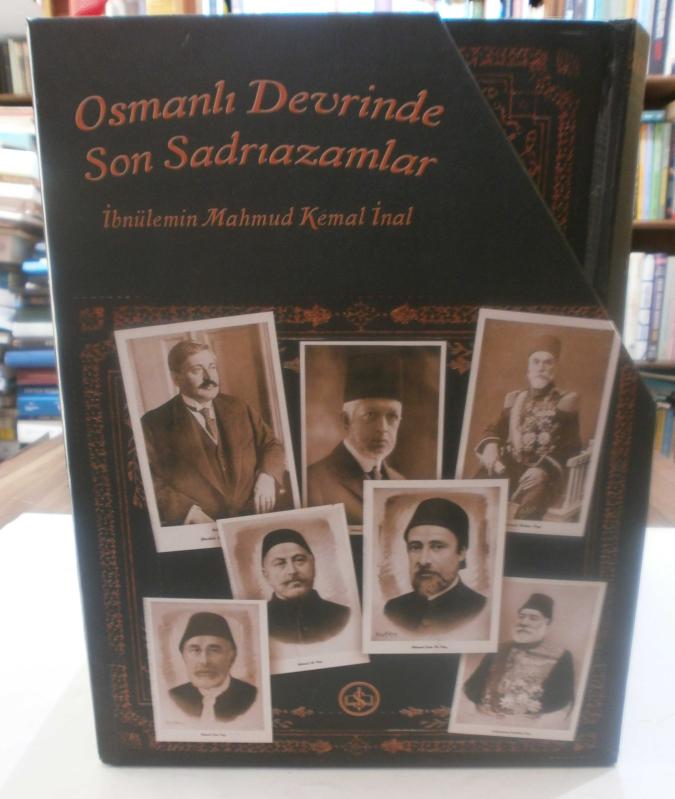 Osmanlı Devrinde
Son Sadrıazamlar
İbnülemin Mahmud Kemal İnal